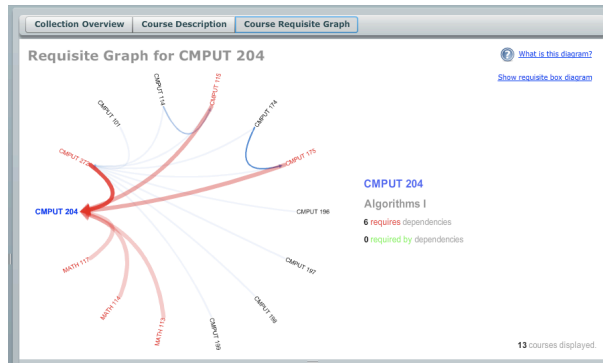 Collection Overview
Course Description
Course Requisite Graph
Requisite Graph for CMPUT 204
?
What is this diagram?
Show requisite box diagram
CMPUT 101
CMPUT 114
CMPUT 115
CMPUT 174
CMPUT 175
CMPUT 272
CMPUT 204
CMPUT 196
CMPUT 197
CMPUT 198
CMPUT 199
MATH 113
MATH 114
MATH 117
CMPUT 204
Algorithms I
6 requires dependencies
0 required by dependencies
13 courses displayed.